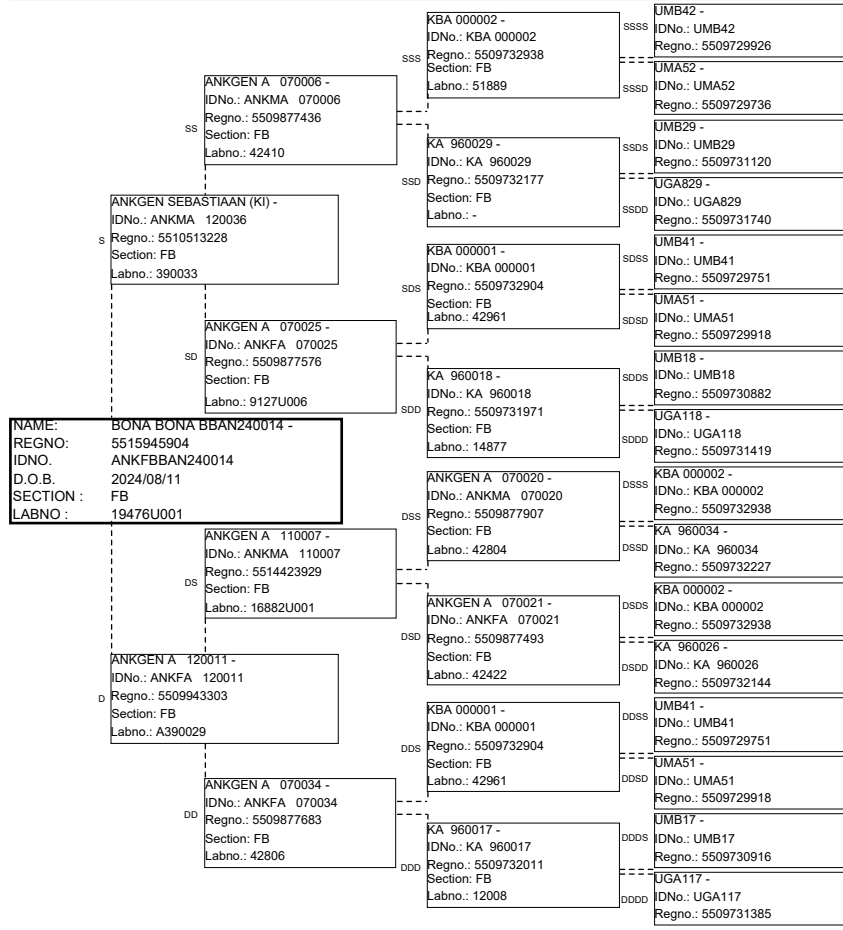 KBA 000002 -
IDNo.: KBA 000002
SSS Regno.: 5509732938
Section: FB
Labno.: 51889
UMB42 -
SSSS IDNo.: UMB42
Regno.: 5509729926
UMA52 -
SSSD IDNo.: UMA52
Regno.: 5509729736
ANKGEN A 070006 -
IDNo.: ANKMA 070006
Regno.: 5509877436
SS Section: FB
Labno.: 42410
KA 960029 -
IDNo.: KA 960029
SSD Regno.: 5509732177
Section: FB
Labno.: -
UMB29 -
SSDS IDNo.: UMB29
Regno.: 5509731120
UGA829 -
SSDD IDNo.: UGA829
Regno.: 5509731740
ANKGEN SEBASTIAAN (KI) -
IDNo.: ANKMA 120036
S Regno.: 5510513228
Section: FB
Labno.: 390033
KBA 000001 -
IDNo.: KBA 000001
SDS Regno.: 5509732904
Section: FB
Labno.: 42961
UMB41 -
SDSS IDNo.: UMB41
Regno.: 5509729751
UMA51 -
SDSD IDNo.: UMA51
Regno.: 5509729918
ANKGEN A 070025 -
IDNo.: ANKFA 070025
SD Regno.: 5509877576
Section: FB
Labno.: 9127U006
KA 960018 -
IDNo.: KA 960018
SDD Regno.: 5509731971
Section: FB
Labno.: 14877
UMB18 -
SDDS IDNo.: UMB18
Regno.: 5509730882
UGA118 -
SDDD IDNo.: UGA118
Regno.: 5509731419
NAME: BONA BONA BBAN240014 -
REGNO: 5515945904
IDNO. ANKFBBAN240014
D.O.B. 2024/08/11
SECTION : FB
LABNO : 19476U001
ANKGEN A 070020 -
IDNo.: ANKMA 070020
DSS Regno.: 5509877907
Section: FB
Labno.: 42804
KBA 000002 -
DSSS IDNo.: KBA 000002
Regno.: 5509732938
KA 960034 -
DSSD IDNo.: KA 960034
Regno.: 5509732227
ANKGEN A 110007 -
IDNo.: ANKMA 110007
DS Regno.: 5514423929
Section: FB
Labno.: 16882U001
ANKGEN A 070021 -
IDNo.: ANKFA 070021
DSD Regno.: 5509877493
Section: FB
Labno.: 42422
KBA 000002 -
DSDS IDNo.: KBA 000002
Regno.: 5509732938
KA 960026 -
DSDD IDNo.: KA 960026
Regno.: 5509732144
ANKGEN A 120011 -
IDNo.: ANKFA 120011
D Regno.: 5509943303
Section: FB
Labno.: A390029
KBA 000001 -
IDNo.: KBA 000001
DDS Regno.: 5509732904
Section: FB
Labno.: 42961
UMB41 -
DDSS IDNo.: UMB41
Regno.: 5509729751
UMA51 -
DDSD IDNo.: UMA51
Regno.: 5509729918
ANKGEN A 070034 -
IDNo.: ANKFA 070034
DD Regno.: 5509877683
Section: FB
Labno.: 42806
KA 960017 -
IDNo.: KA 960017
DDD Regno.: 5509732011
Section: FB
Labno.: 12008
UMB17 -
DDDS IDNo.: UMB17
Regno.: 5509730916
UGA117 -
DDDD IDNo.: UGA117
Regno.: 5509731385